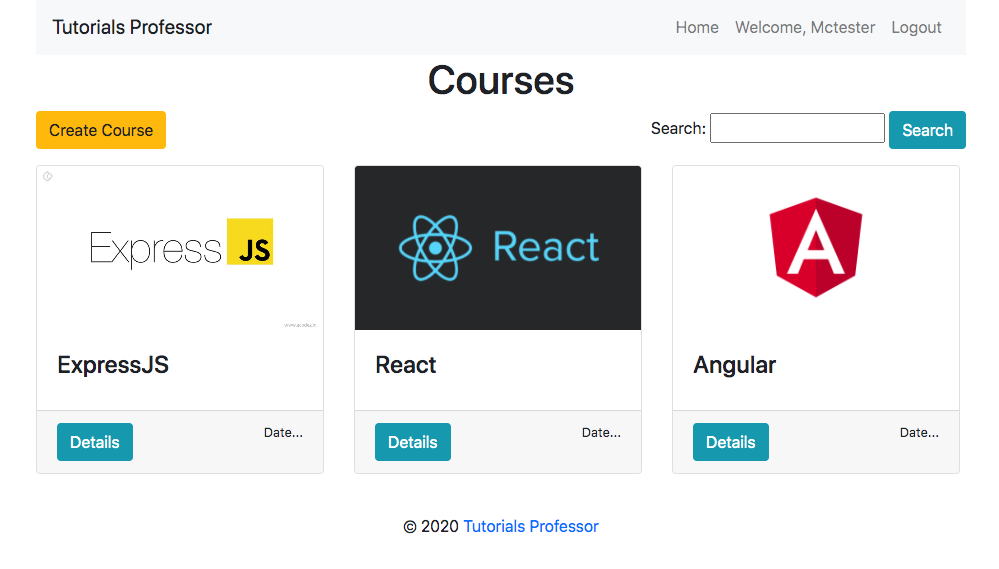 Tutorials Professor
Home Welcome, Mctester Logout
Courses
Create Course
Search:
Search
Express JS
React
A
ExpressJS
React
Angular
Details Date...
Details Date...
Details Date...
© 2020 Tutorials Professor